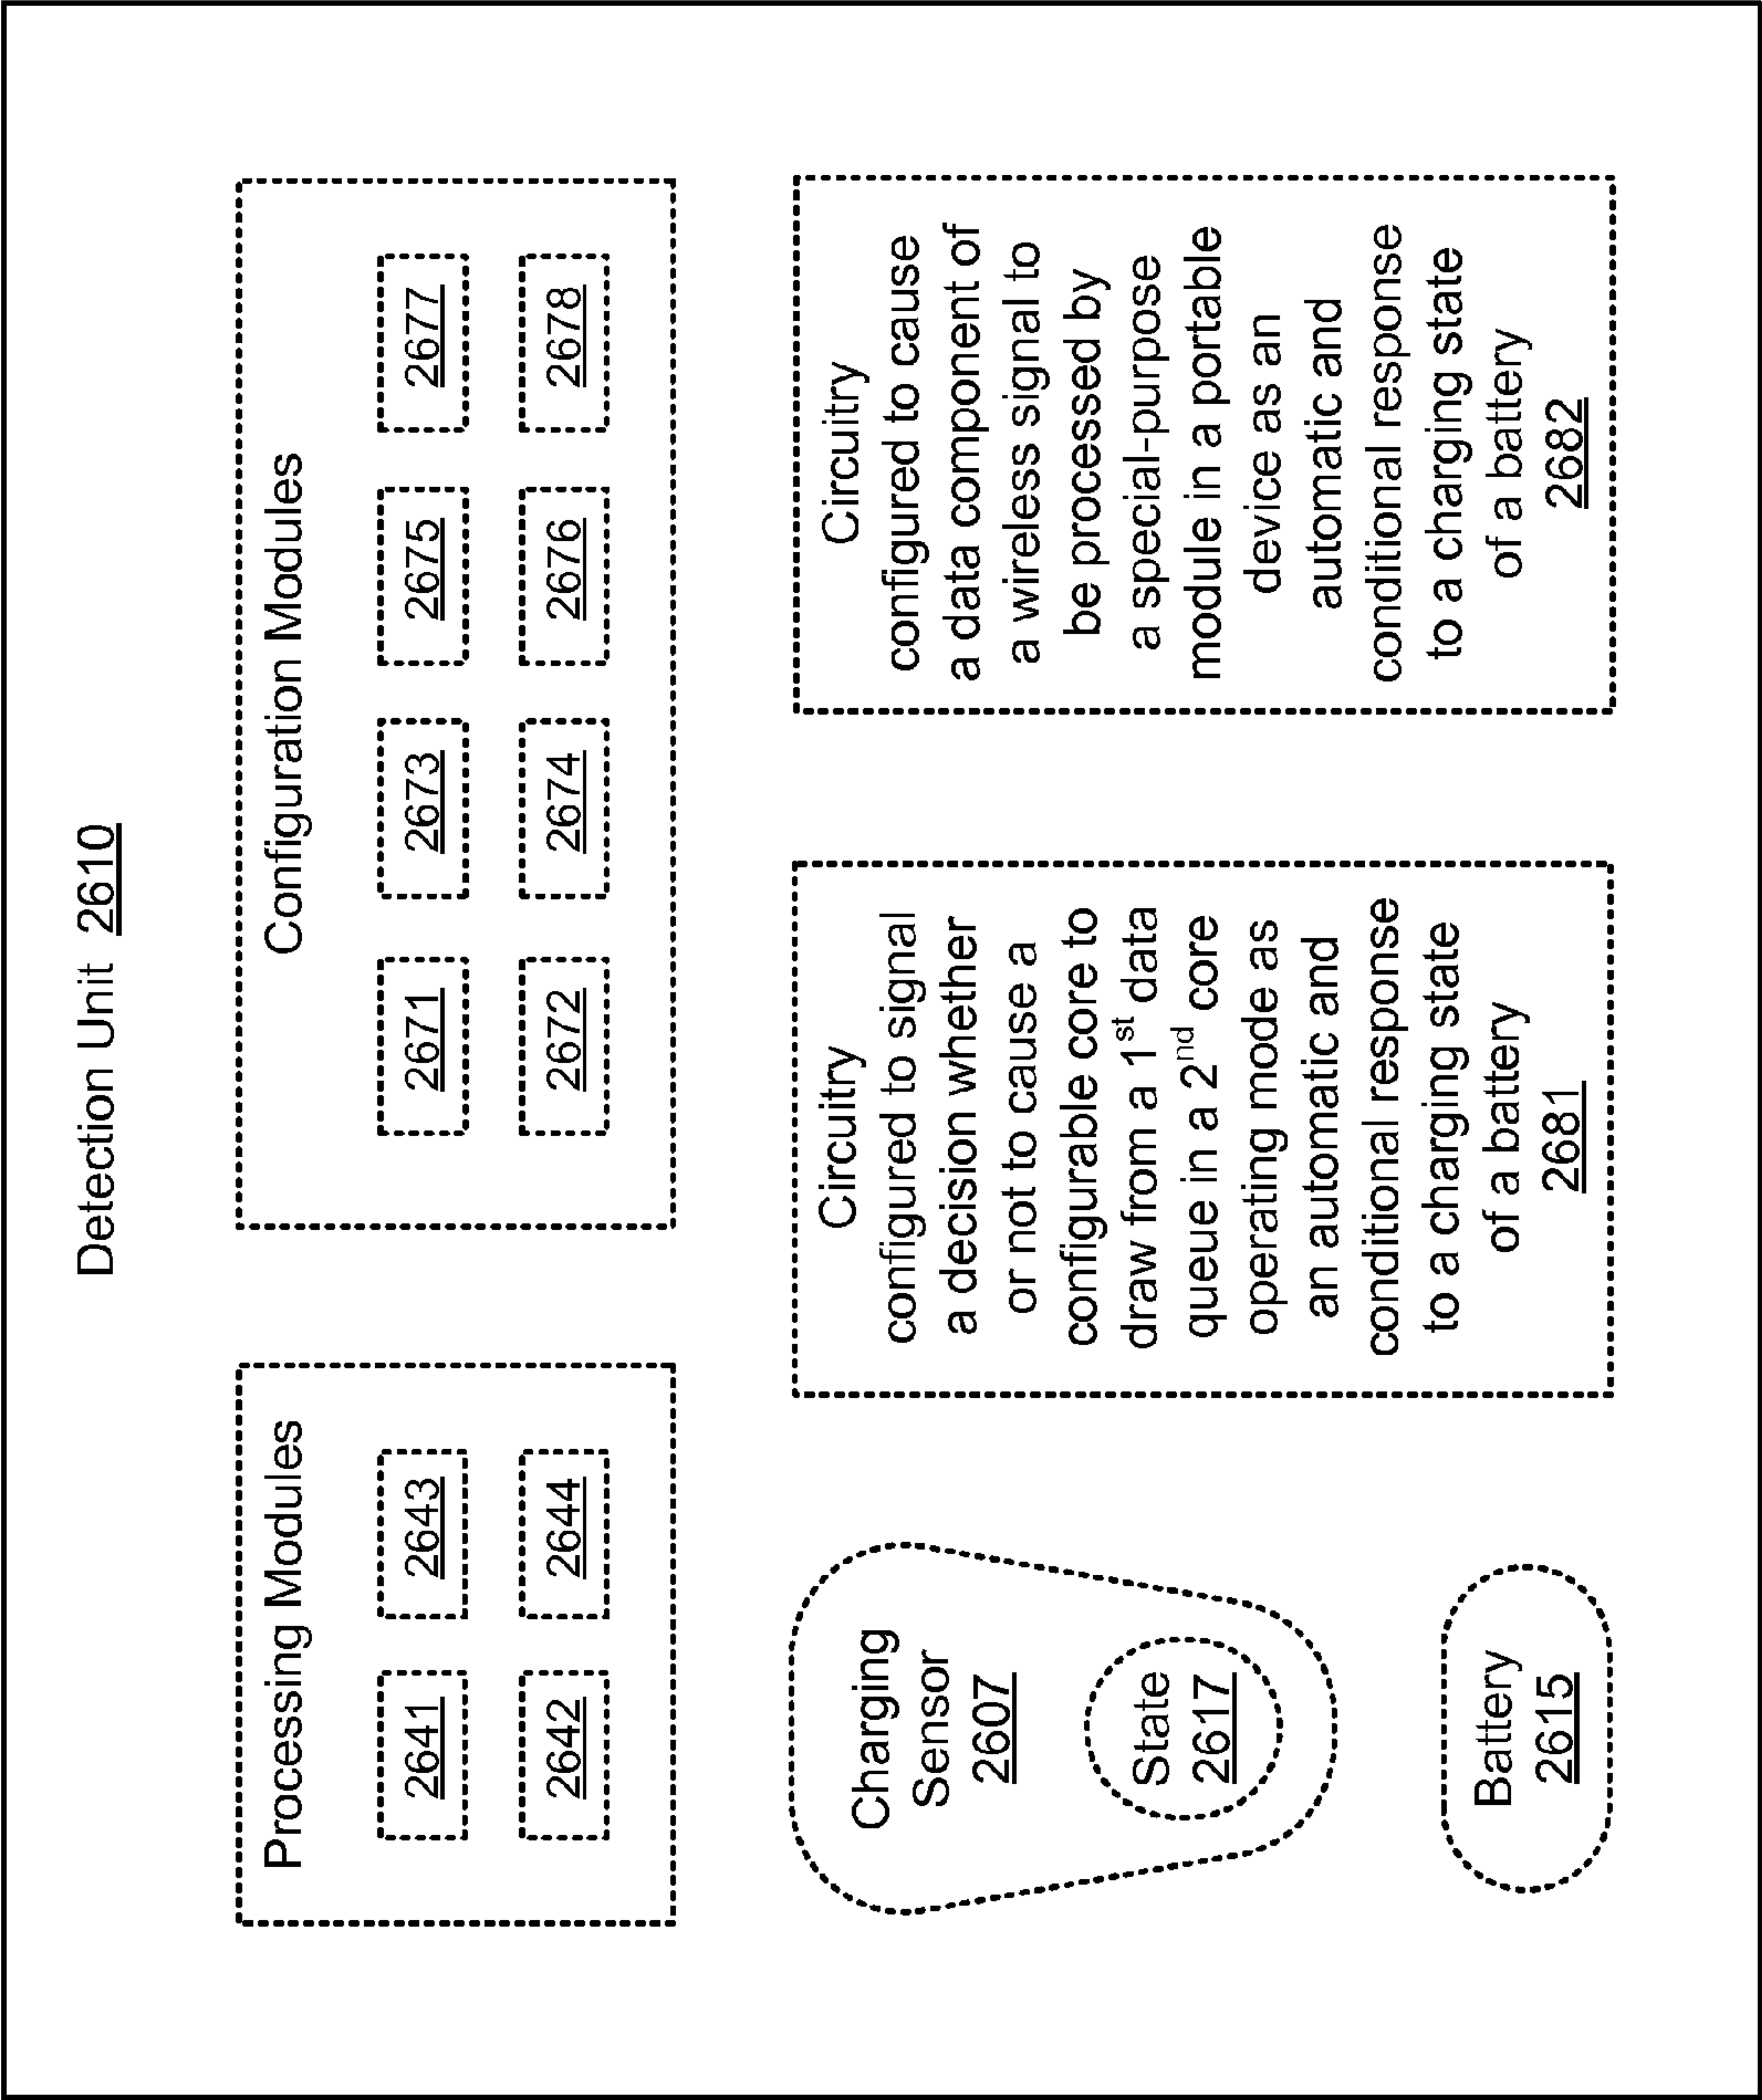 Detection Unit 2610
Processing Modules
2641
2643
2642
2644
Configuration Modules
2671
2673
2675
2677
2672
2674
2676
2678
Charging
Sensor
2607
State
2617
Battery
2615
Circuitry
configured to signal
a decision whether
or not to cause a
configurable core to
draw from a 1st data
queue in a 2nd core
operating mode as
an automatic and
conditional response
to a charging state
of a battery
2681
Circuitry
configured to cause
a data component of
a wireless signal to
be processed by
a special-purpose
module in a portable
device as an
automatic and
conditional response
to a charging state
of a battery
2682